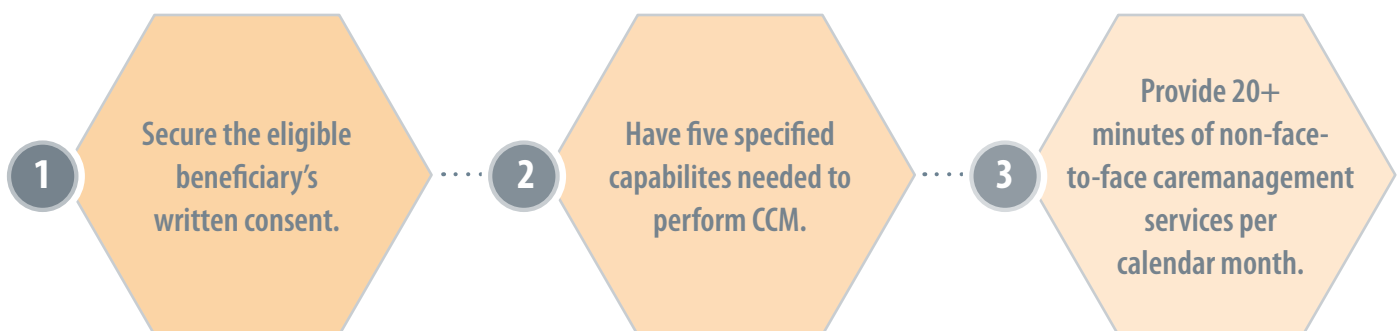 1
Secure the eligible
beneficiary's
written consent.
2
Have five specified
capabilites needed to
perform CCM.
3
Provide 20+
minutes of non-face-
to-face caremanagement
services per
calendar month.